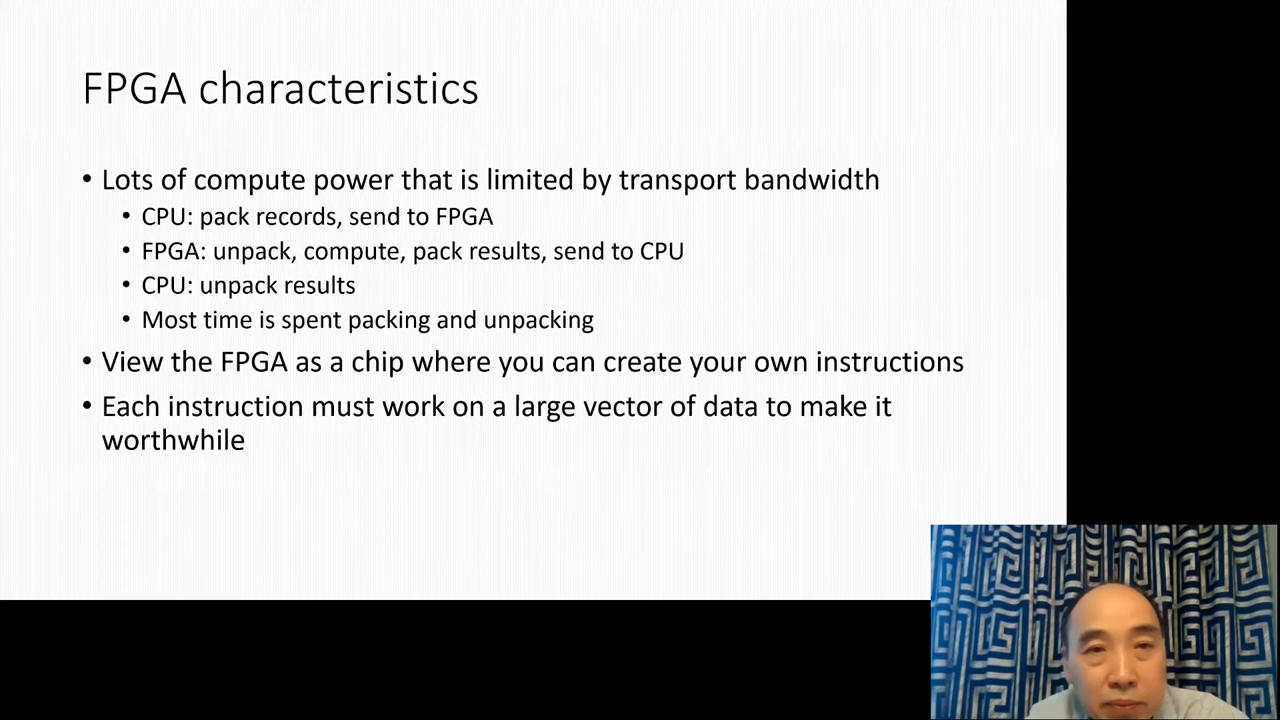 FPGA characteristics
• Lots of compute power that is limited by transport bandwidth
• CPU: pack records, send to FPGA
• FPGA: unpack, compute, pack results, send to CPU
• CPU: unpack results
• Most time is spent packing and unpacking
• View the FPGA as a chip where you can create your own instructions
• Each instruction must work on a large vector of data to make it
worthwhile